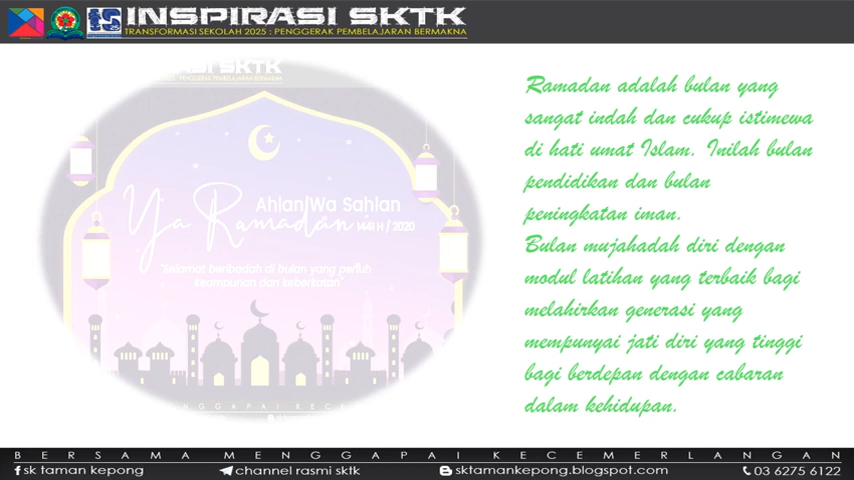 INSPIRASI SKTK
TRANSFORMASI SEKOLAH 2025 : PENGGERAK PEMBELAJARAN BERMAKNA
Ahlan Wa Sahlan
Ya Ramadan
1441 H / 2020
"Selamat beribadah di bulan yang penuh
keampunan dan keberkatan"
Ramadan adalah bulan yang
sangat indah dan cukup istimewa
di hati umat Islam. Inilah bulan
pendidikan dan bulan
peningkatan iman.
Bulan mujahadah diri dengan
modul latihan yang terbaik bagi
melahirkan generasi yang
mempunyai jati diri yang tinggi
bagi berdepan dengan cabaran
dalam kehidupan.
BERSAMA MENGGAPAI KECEMERLANGAN
sk taman kepong
channel rasmi sktk
sktamankepong.blogspot.com
03 6275 6122